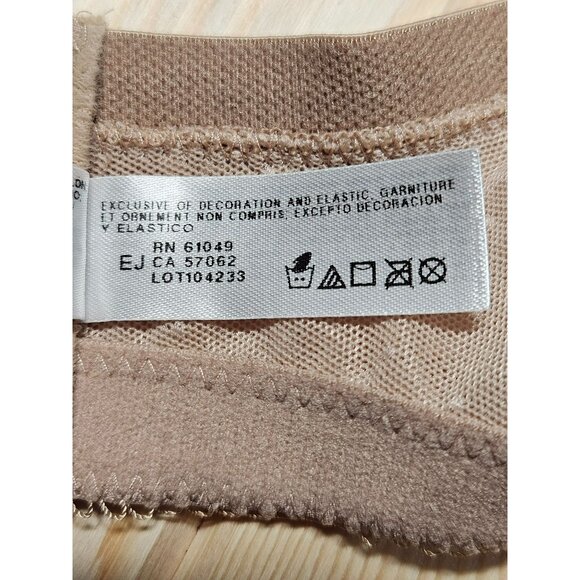 EXCLUSIVE OF DECORATION AND ELASTIC, GARNITURE
ET ORNEMENT NON COMPRIS, EXCEPTO DECORACION
Y ELASTICO
RN 61049
EJ CA 57062
LOT104233